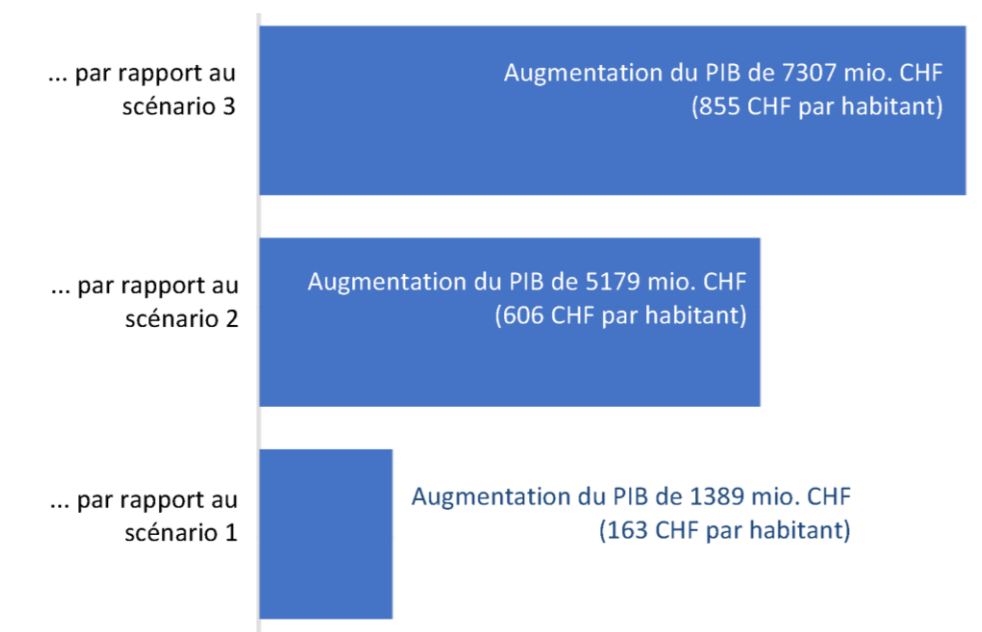 ... par rapport au
scénario 3
Augmentation du PIB de 7307 mio. CHF
(855 CHF par habitant)
... par rapport au
scénario 2
Augmentation du PIB de 5179 mio. CHF
(606 CHF par habitant)
... par rapport au
scénario 1
Augmentation du PIB de 1389 mio. CHF
(163 CHF par habitant)